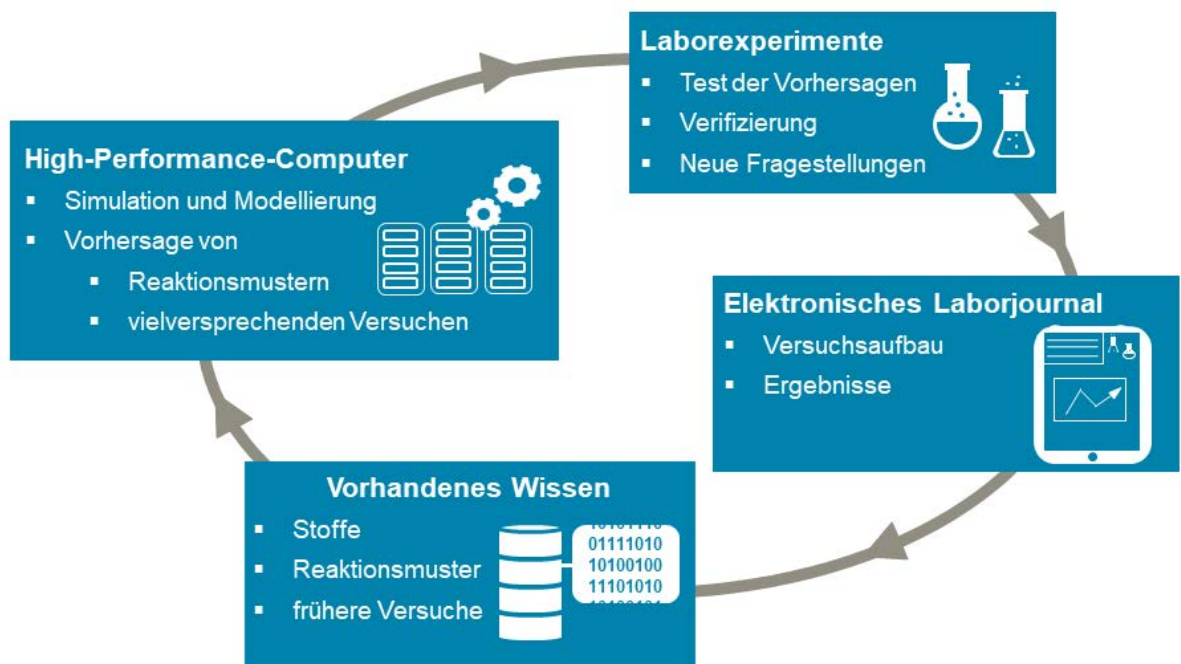 Laborexperimente
▪ Test der Vorhersagen
▪ Verifizierung
▪ Neue Fragestellungen
High-Performance-Computer
▪ Simulation und Modellierung
▪ Vorhersage von
▪ Reaktionsmustern
▪ vielversprechenden Versuchen
Elektronisches Laborjournal
▪ Versuchsaufbau
▪ Ergebnisse
Vorhandenes Wissen
▪ Stoffe
▪ Reaktionsmuster
▪ frühere Versuche
01111010
10100100
11101010